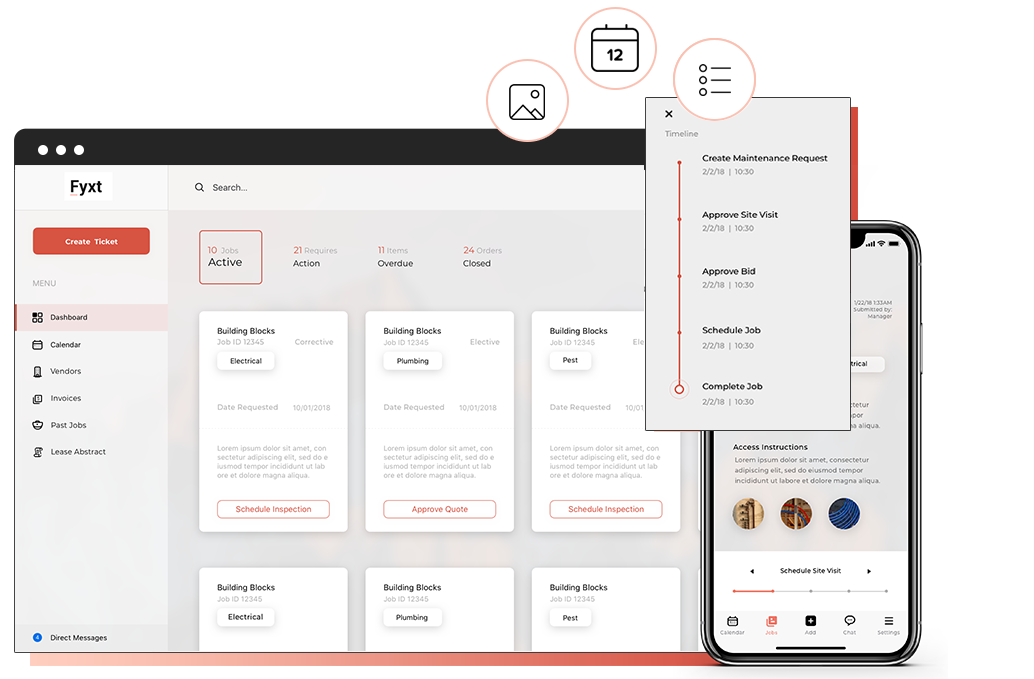 12
Fyxt
Search...
Create Ticket
MENU
Dashboard
Calendar
Vendors
Invoices
Past Jobs
Lease Abstract
4 Direct Messages
10 Jobs
Active
21 Requires
Action
11 Items
Overdue
24 Orders
Closed
Building Blocks
Job ID 12345
Corrective
Electrical
Date Requested 10/01/2018
Lorem ipsum dolor sit amet, con
sectetur adipiscing elit, sed do e
iusmod tempor incididunt ut lab
ore et dolore magna aliqua.
Schedule Inspection
Building Blocks
Job ID 12345
Elective
Plumbing
Date Requested 10/01/2018
Lorem ipsum dolor sit amet, con
sectetur adipiscing elit, sed do e
iusmod tempor incididunt ut lab
ore et dolore magna aliqua.
Approve Quote
Building Blocks
Job ID 12345
Ele
Pest
Date Requested 10/01
Lorem ipsum dolor sit amet, con
sectetur adipiscing elit, sed do e
iusmod tempor incididunt ut lab
ore et dolore magna aliqua.
Schedule Inspection
Building Blocks
Job ID 12345
Electrical
Building Blocks
Job ID 12345
Plumbing
Building Blocks
Job ID 12345
Pest
Timeline
Create Maintenance Request
2/2/18 | 10:30
Approve Site Visit
2/2/18 | 10:30
Approve Bid
2/2/18 | 10:30
Schedule Job
2/2/18 | 10:30
Complete Job
2/2/18 | 10:30
1/22/18 1:33AM
Submitted by:
Manager
trical
ctetur
por
aliqua.
Access Instructions
Lorem ipsum dolor sit amet, consectetur
adipiscing elit, sed do eiusmod tempor
incididunt ut labore et dolore magna aliqua.
Schedule Site Visit
Calendar
Jobs
Add
Chat
Settings